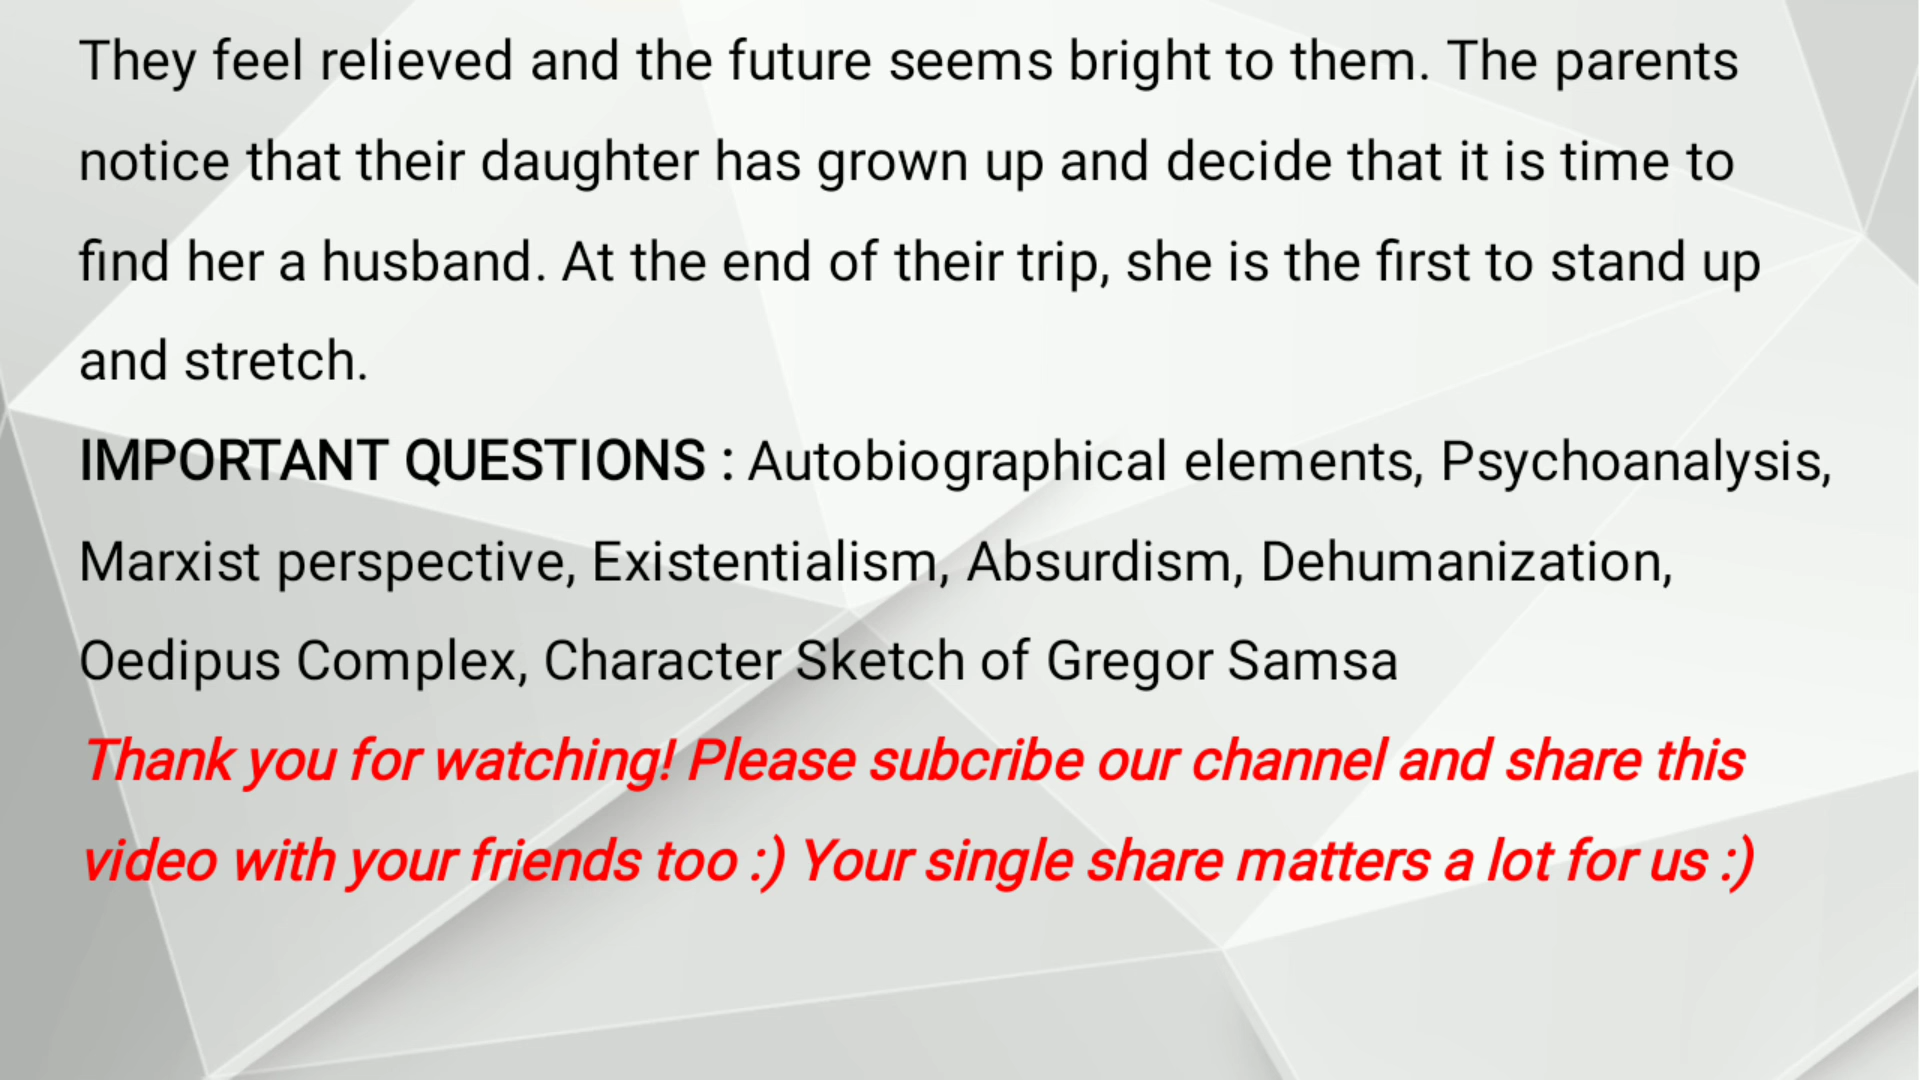 They feel relieved and the future seems bright to them. The parents
notice that their daughter has grown up and decide that it is time to
find her a husband. At the end of their trip, she is the first to stand up
and stretch.
IMPORTANT QUESTIONS : Autobiographical elements, Psychoanalysis,
Marxist perspective, Existentialism, Absurdism, Dehumanization,
Oedipus Complex, Character Sketch of Gregor Samsa
Thank you for watching! Please subcribe our channel and share this
video with your friends too :) Your single share matters a lot for us :)